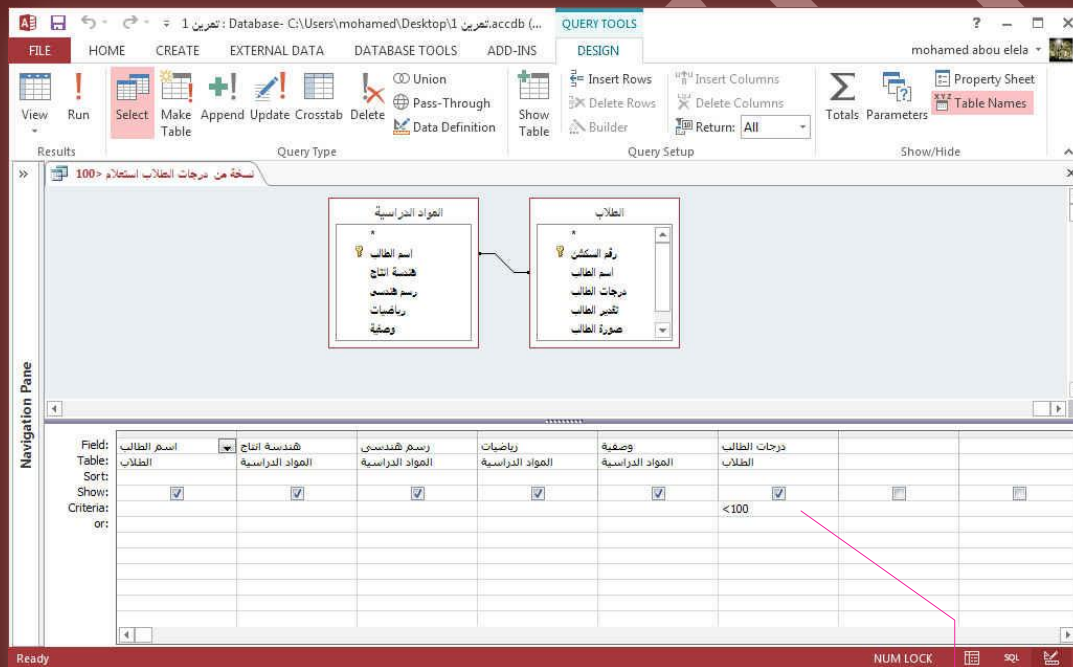 تمرين 1 : Database- C:\Users\mohamed\Desktop\1 تمرين.accdb (...
QUERY TOOLS
?
FILE HOME CREATE EXTERNAL DATA DATABASE TOOLS ADD-INS DESIGN mohamed abou elela
View
Run
Select
Make Table
Append
Update
Crosstab
Delete
Union
Pass-Through
Data Definition
Show Table
Insert Rows
Delete Rows
Builder
Insert Columns
Delete Columns
Return: All
Totals
Parameters
Property Sheet
Table Names
Results Query Type Query Setup Show/Hide
نسخة من درجات الطلاب استعلام <100
المواد الدراسية
*
اسم الطالب
هندسة انتاج
رسم هندسى
رياضيات
وصفية
الطلاب
*
رقم السكشن
اسم الطالب
درجات الطالب
تقدير الطالب
صورة الطالب
Navigation Pane
Field: اسم الطالب هندسة انتاج رسم هندسى رياضيات وصفية درجات الطالب
Table: الطلاب المواد الدراسية المواد الدراسية المواد الدراسية المواد الدراسية الطلاب
Sort:
Show:
Criteria: <100
or:
Ready NUM LOCK SQL